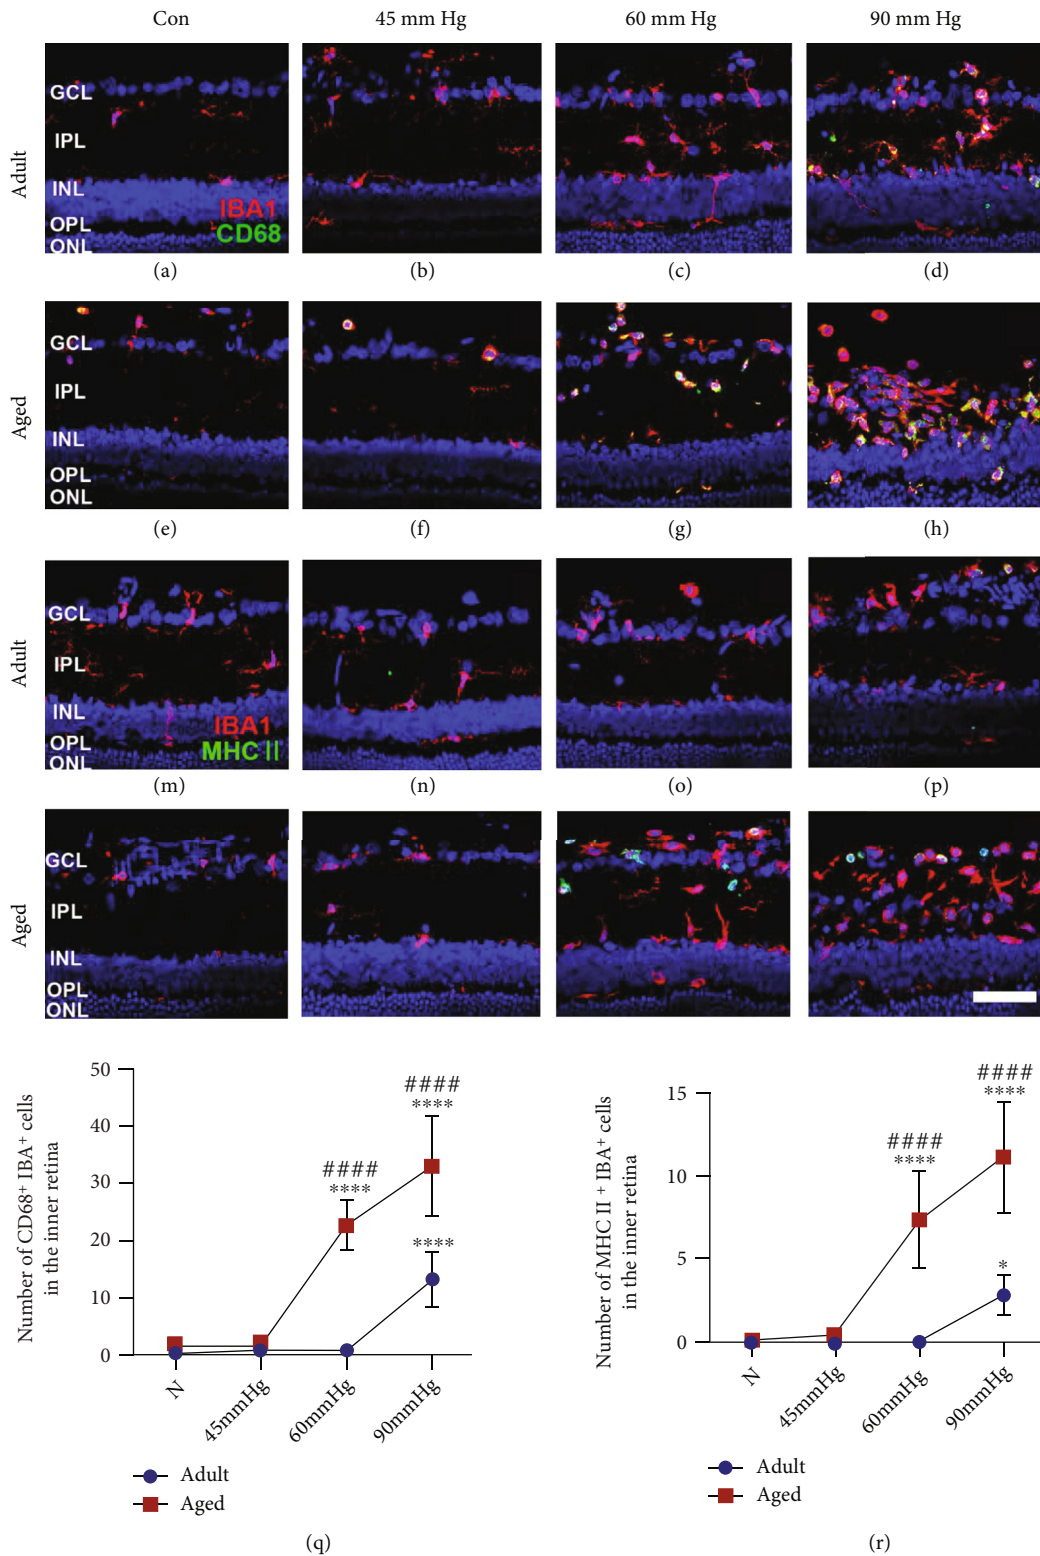 Con 45 mm Hg 60 mm Hg 90 mm Hg
Adult
GCL
IPL
INL
OPL
ONL
IBA1
CD68
(a) (b) (c) (d)
Aged
GCL
IPL
INL
OPL
ONL
(e) (f) (g) (h)
Adult
GCL
IPL
INL
OPL
ONL
IBA1
MHC II
(m) (n) (o) (p)
Aged
GCL
IPL
INL
OPL
ONL
Number of CD68+ IBA+ cells
in the inner retina
50
40
30
20
10
0
####
****
####
****
****
N 45mmHg 60mmHg 90mmHg
Adult
Aged
(q)
Number of MHC II + IBA+ cells
in the inner retina
15
10
5
0
####
****
####
****
*
N 45mmHg 60mmHg 90mmHg
Adult
Aged
(r)